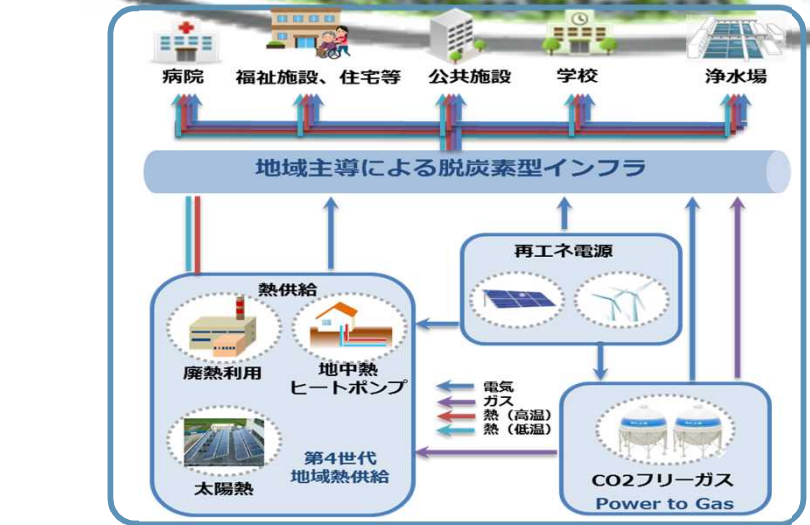 病院
福祉施設、住宅等
公共施設
学校
浄水場
地域主導による脱炭素型インフラ
再エネ電源
熱供給
廃熱利用
地中熱
ヒートポンプ
電気
ガス
熱（高温）
熱（低温）
太陽熱
第4世代
地域熱供給
CO2フリーガス
Power to Gas